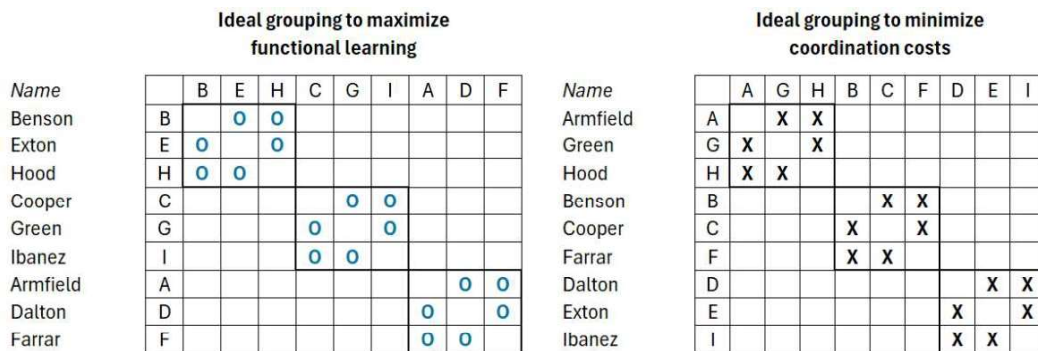 Ideal grouping to maximize
functional learning
Name B E H C G I A D F
Benson B O O
Exton E O O
Hood H O O
Cooper C O O
Green G O O
Ibanez I O O
Armfield A O O
Dalton D O O
Farrar F O O
Ideal grouping to minimize
coordination costs
Name A G H B C F D E I
Armfield A X X
Green G X X
Hood H X X
Benson B X X
Cooper C X X
Farrar F X X
Dalton D X X
Exton E X X
Ibanez I X X